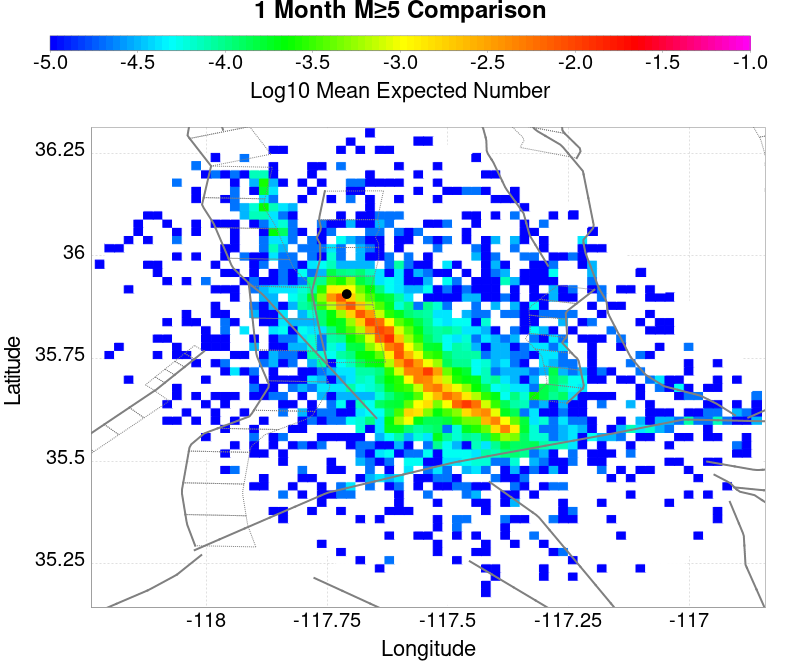 1 Month M≥5 Comparison
-5.0 -4.5 -4.0 -3.5 -3.0 -2.5 -2.0 -1.5 -1.0
Log10 Mean Expected Number
36.25
36
35.75
35.5
35.25
Latitude
-118 -117.75 -117.5 -117.25 -117
Longitude